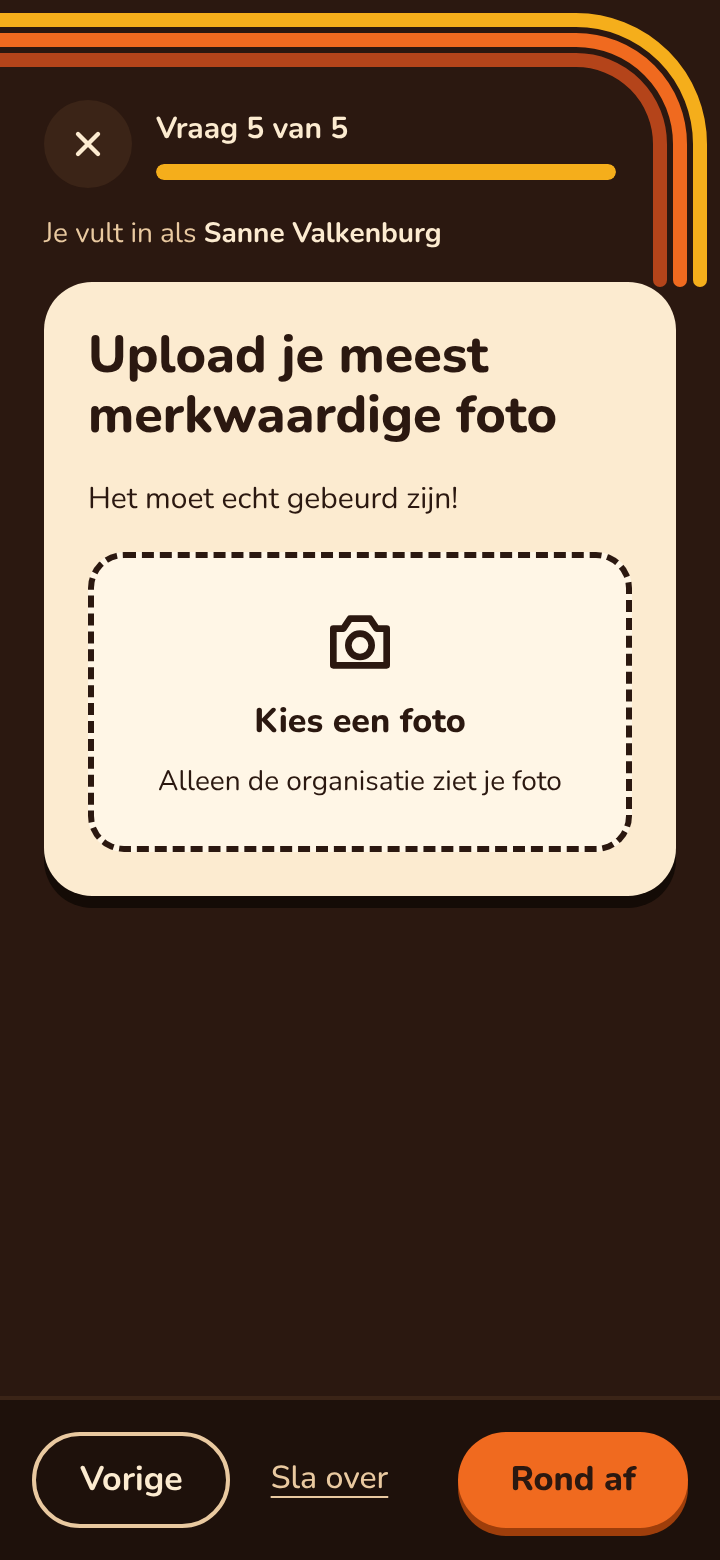 Vraag 5 van 5
Je vult in als Sanne Valkenburg
Upload je meest
merkwaardige foto
Het moet echt gebeurd zijn!
Kies een foto
Alleen de organisatie ziet je foto
Vorige
Sla over
Rond af